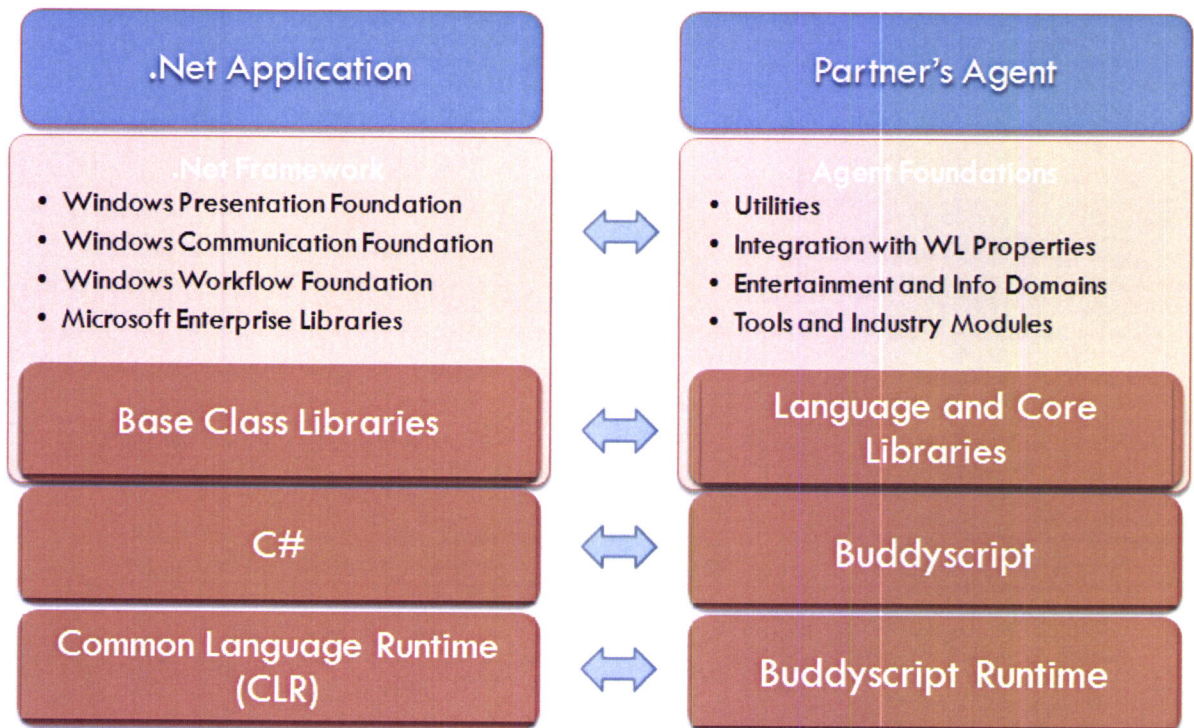 .Net Application
.Net Framework
• Windows Presentation Foundation
• Windows Communication Foundation
• Windows Workflow Foundation
• Microsoft Enterprise Libraries
Base Class Libraries
C#
Common Language Runtime
(CLR)
Partner's Agent
Agent Foundations
• Utilities
• Integration with WL Properties
• Entertainment and Info Domains
• Tools and Industry Modules
Language and Core
Libraries
Buddyscript
Buddyscript Runtime